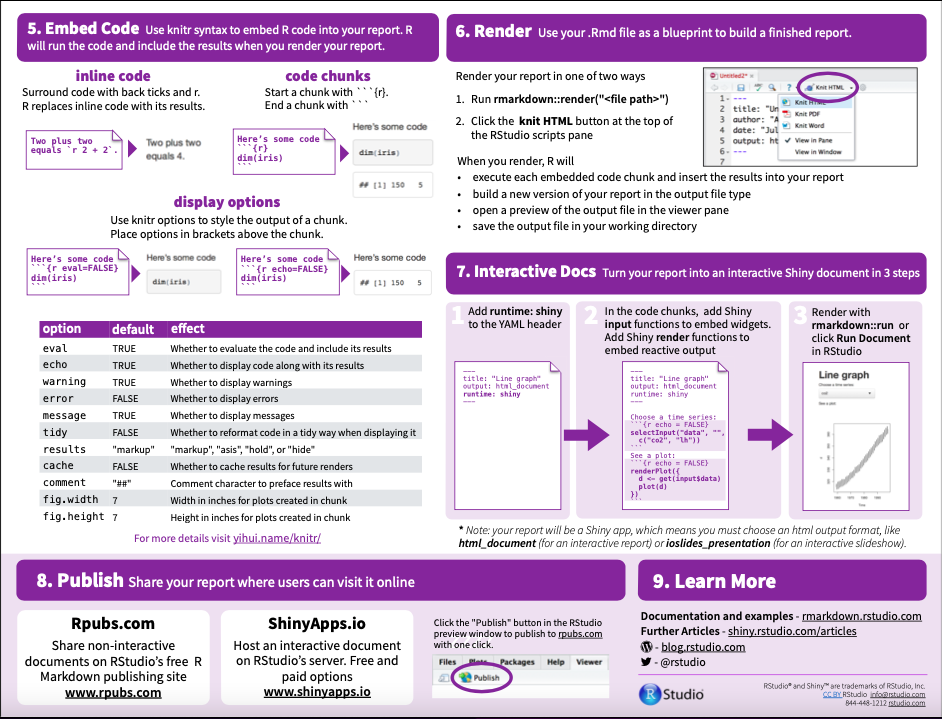 5. Embed Code Use knitr syntax to embed R code into your report. R
will run the code and include the results when you render your report.
inline code
Surround code with back ticks and r.
R replaces inline code with its results.
Two plus two
equals `r 2 + 2`.
Two plus two
equals 4.
code chunks
Start a chunk with ```{r}.
End a chunk with ```
Here's some code
```{r}
dim(iris)
```
Here's some code
dim(iris)
## [1] 150 5
display options
Use knitr options to style the output of a chunk.
Place options in brackets above the chunk.
Here's some code
```{r eval=FALSE}
dim(iris)
```
Here's some code
dim(iris)
Here's some code
```{r echo=FALSE}
dim(iris)
```
Here's some code
## [1] 150 5
option default effect
eval TRUE Whether to evaluate the code and include its results
echo TRUE Whether to display code along with its results
warning TRUE Whether to display warnings
error FALSE Whether to display errors
message TRUE Whether to display messages
tidy FALSE Whether to reformat code in a tidy way when displaying it
results "markup" "markup", "asis", "hold", or "hide"
cache FALSE Whether to cache results for future renders
comment "##" Comment character to preface results with
fig.width 7 Width in inches for plots created in chunk
fig.height 7 Height in inches for plots created in chunk
For more details visit yihui.name/knitr/
6. Render Use your .Rmd file as a blueprint to build a finished report.
Render your report in one of two ways
1. Run rmarkdown::render("<file path>")
2. Click the knit HTML button at the top of
the RStudio scripts pane
Untitled2* ×
Knit HTML
1 ---
2 title: "Un
3 author: "A
4 date: "Jul
5 output: ht
6 ---
7
Knit HTML
Knit PDF
Knit Word
View in Pane
View in Window
When you render, R will
• execute each embedded code chunk and insert the results into your report
• build a new version of your report in the output file type
• open a preview of the output file in the viewer pane
• save the output file in your working directory
7. Interactive Docs Turn your report into an interactive Shiny document in 3 steps
1 Add runtime: shiny
to the YAML header
---
title: "Line graph"
output: html_document
runtime: shiny
---
2 In the code chunks, add Shiny
input functions to embed widgets.
Add Shiny render functions to
embed reactive output
---
title: "Line graph"
output: html_document
runtime: shiny
---
Choose a time series:
```{r echo = FALSE}
selectInput("data", "",
c("co2", "lh"))
```
See a plot:
```{r echo = FALSE}
renderPlot({
d <- get(input$data)
plot(d)
})
```
3 Render with
rmarkdown::run or
click Run Document
in RStudio
Line graph
Choose a time series:
co2
See a plot:
1960 1970 1980 1990
Time
* Note: your report will be a Shiny app, which means you must choose an html output format, like
html_document (for an interactive report) or ioslides_presentation (for an interactive slideshow).
8. Publish Share your report where users can visit it online
Rpubs.com
Share non-interactive
documents on RStudio's free R
Markdown publishing site
www.rpubs.com
ShinyApps.io
Host an interactive document
on RStudio's server. Free and
paid options
www.shinyapps.io
Click the "Publish" button in the RStudio
preview window to publish to rpubs.com
with one click.
Files Plots Packages Help Viewer
Publish
9. Learn More
Documentation and examples - rmarkdown.rstudio.com
Further Articles - shiny.rstudio.com/articles
- blog.rstudio.com
- @rstudio
R Studio
RStudio® and Shiny™ are trademarks of RStudio, Inc.
CC BY RStudio info@rstudio.com
844-448-1212 rstudio.com